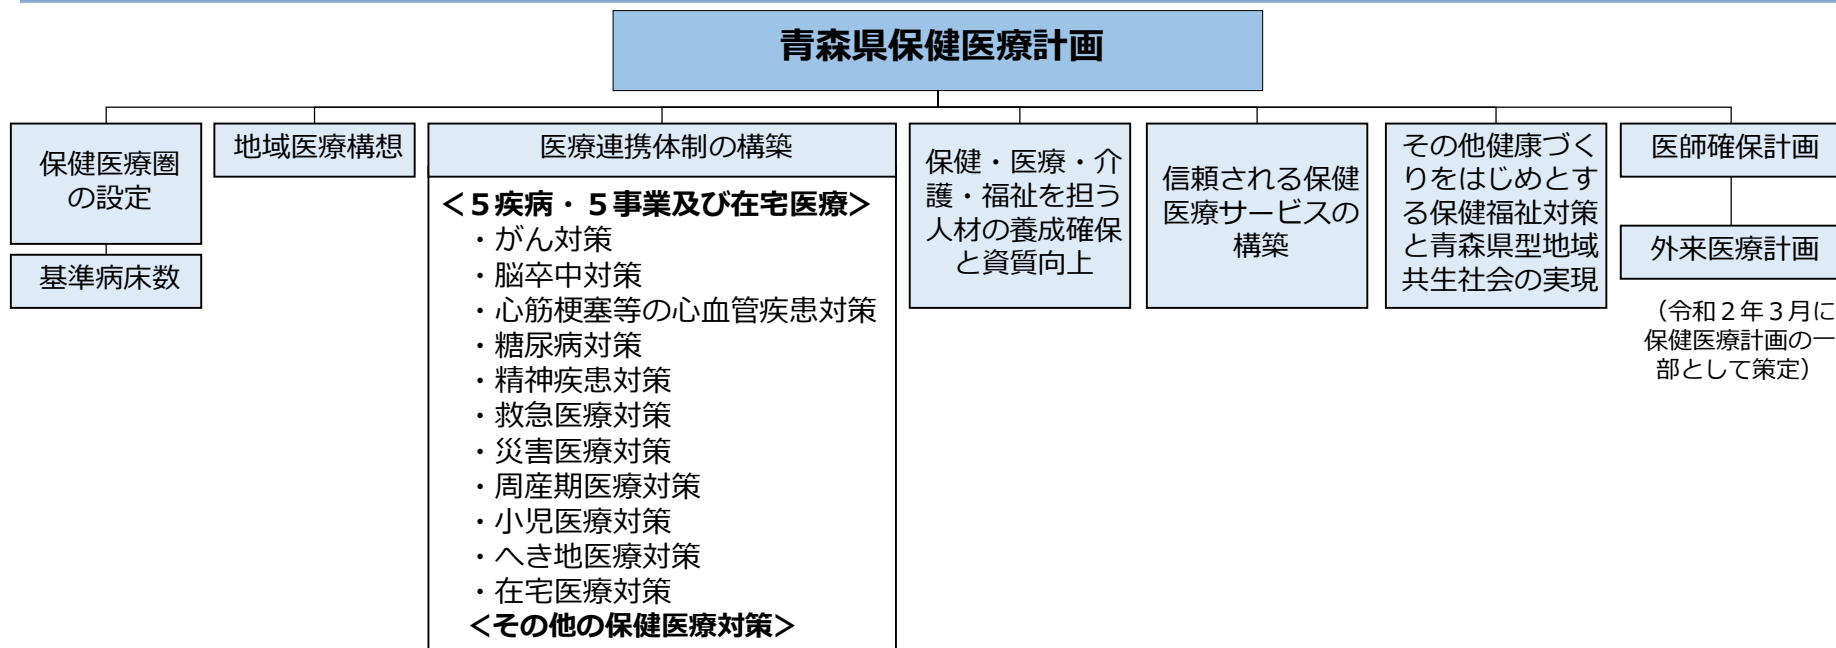 青森県保健医療計画
保健医療圏
の設定
基準病床数
地域医療構想
医療連携体制の構築
＜５疾病・５事業及び在宅医療＞
・がん対策
・脳卒中対策
・心筋梗塞等の心血管疾患対策
・糖尿病対策
・精神疾患対策
・救急医療対策
・災害医療対策
・周産期医療対策
・小児医療対策
・へき地医療対策
・在宅医療対策
＜その他の保健医療対策＞
保健・医療・介
護・福祉を担う
人材の養成確保
と資質向上
信頼される保健
医療サービスの
構築
その他健康づく
りをはじめとす
る保健福祉対策
と青森県型地域
共生社会の実現
医師確保計画
外来医療計画
（令和２年３月に
保健医療計画の一
部として策定）